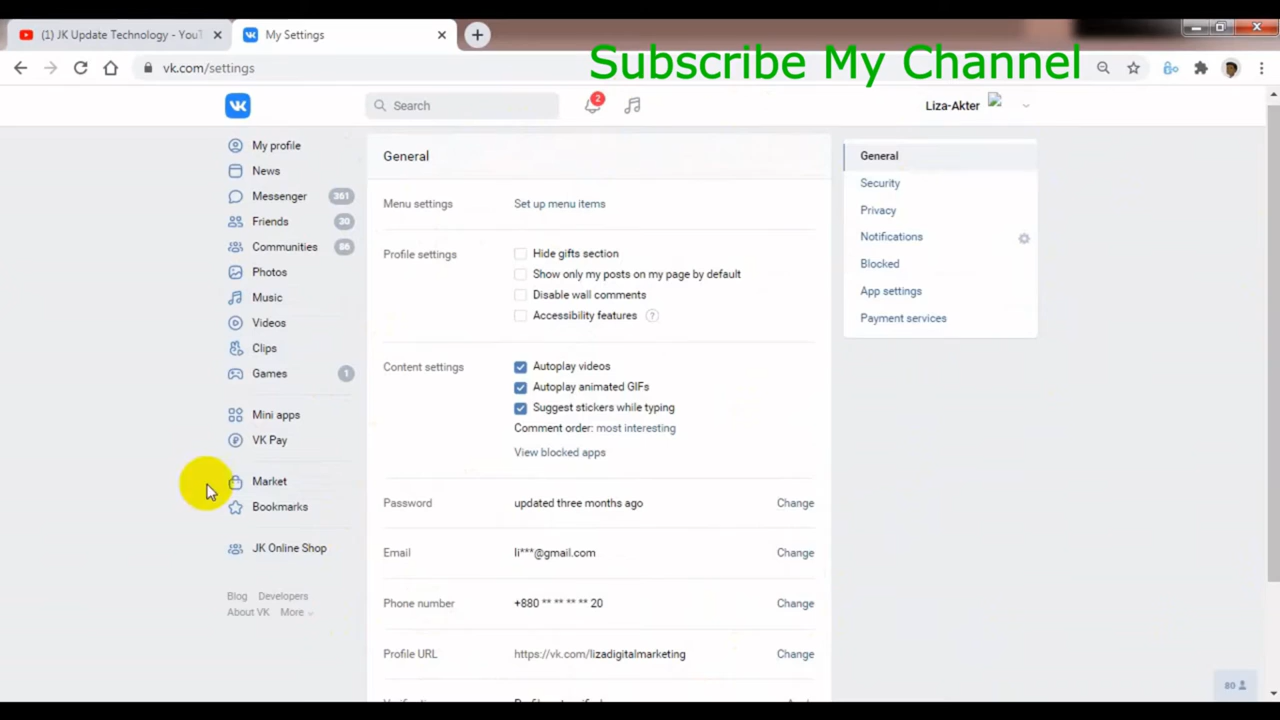 (1) JK Update Technology - YouT
My Settings
vk.com/settings
Subscribe My Channel
Search
2
Liza-Akter
My profile
News
Messenger 361
Friends 30
Communities 86
Photos
Music
Videos
Clips
Games 1
Mini apps
VK Pay
Market
Bookmarks
JK Online Shop
Blog Developers
About VK More
General
Menu settings Set up menu items
Profile settings Hide gifts section
Show only my posts on my page by default
Disable wall comments
Accessibility features ?
Content settings Autoplay videos
Autoplay animated GIFs
Suggest stickers while typing
Comment order: most interesting
View blocked apps
Password updated three months ago Change
Email li***@gmail.com Change
Phone number +880 ** ** ** ** 20 Change
Profile URL https://vk.com/lizadigitalmarketing Change
General
Security
Privacy
Notifications
Blocked
App settings
Payment services
80